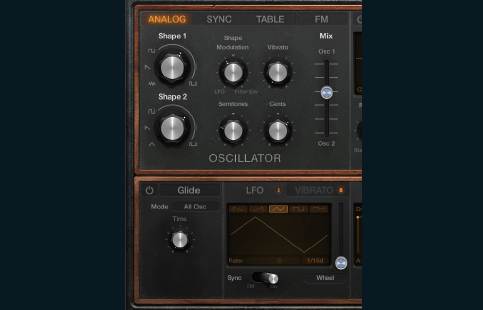 ANALOG SYNC TABLE FM
Shape 1
Shape
Modulation
Vibrato
Mix
Osc 1
LFO Filter Env
Shape 2
Semitones
Cents
Osc 2
OSCILLATOR
Glide
LFO
VIBRATO
Mode All Osc
Time
Rate: 1/16d
Sync
Off On
Wheel